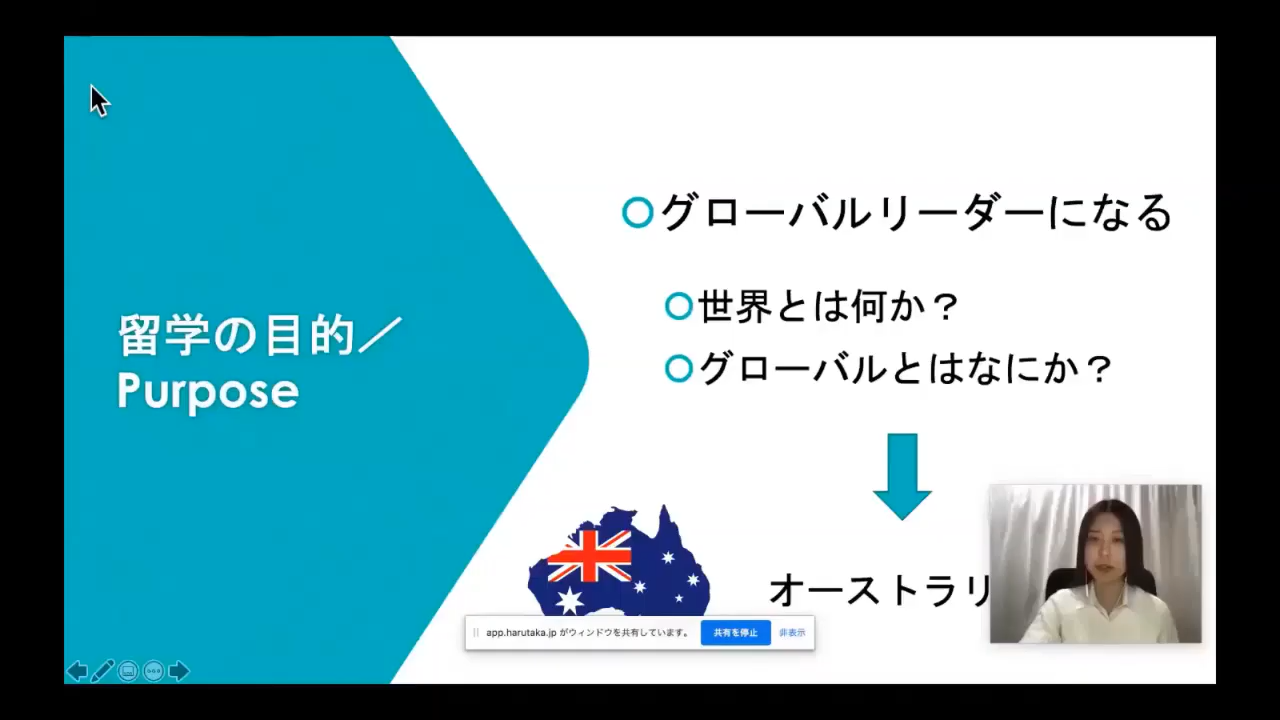 グローバルリーダーになる
世界とは何か？
グローバルとはなにか？
留学の目的／
Purpose
オーストラリ
app.harutaka.jp がウィンドウを共有しています。
共有を停止
非表示